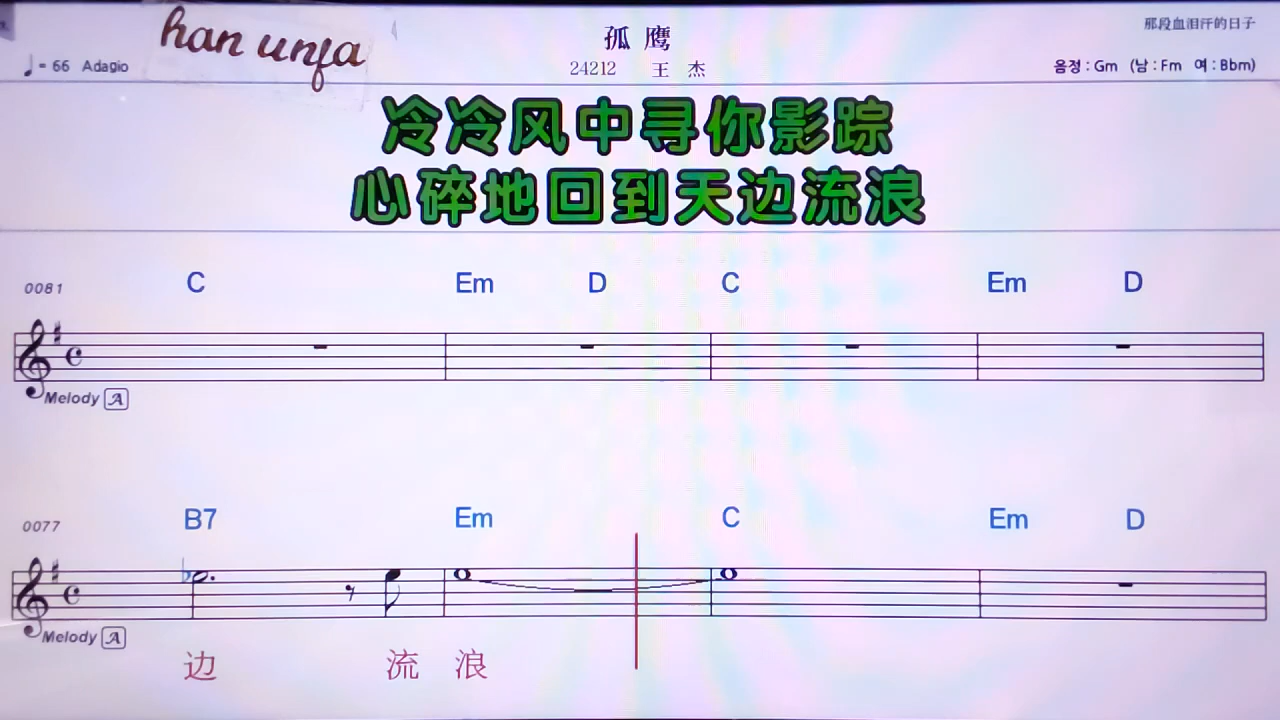 han unfa
孤鹰
那段血泪汗的日子
♩= 66 Adagio
24212 王 杰
음정 : Gm (남 : Fm 여 : Bbm)
冷冷风中寻你影踪
心碎地回到天边流浪
0081 C Em D C Em D
Melody A
0077 B7 Em C Em D
Melody A
边 流 浪